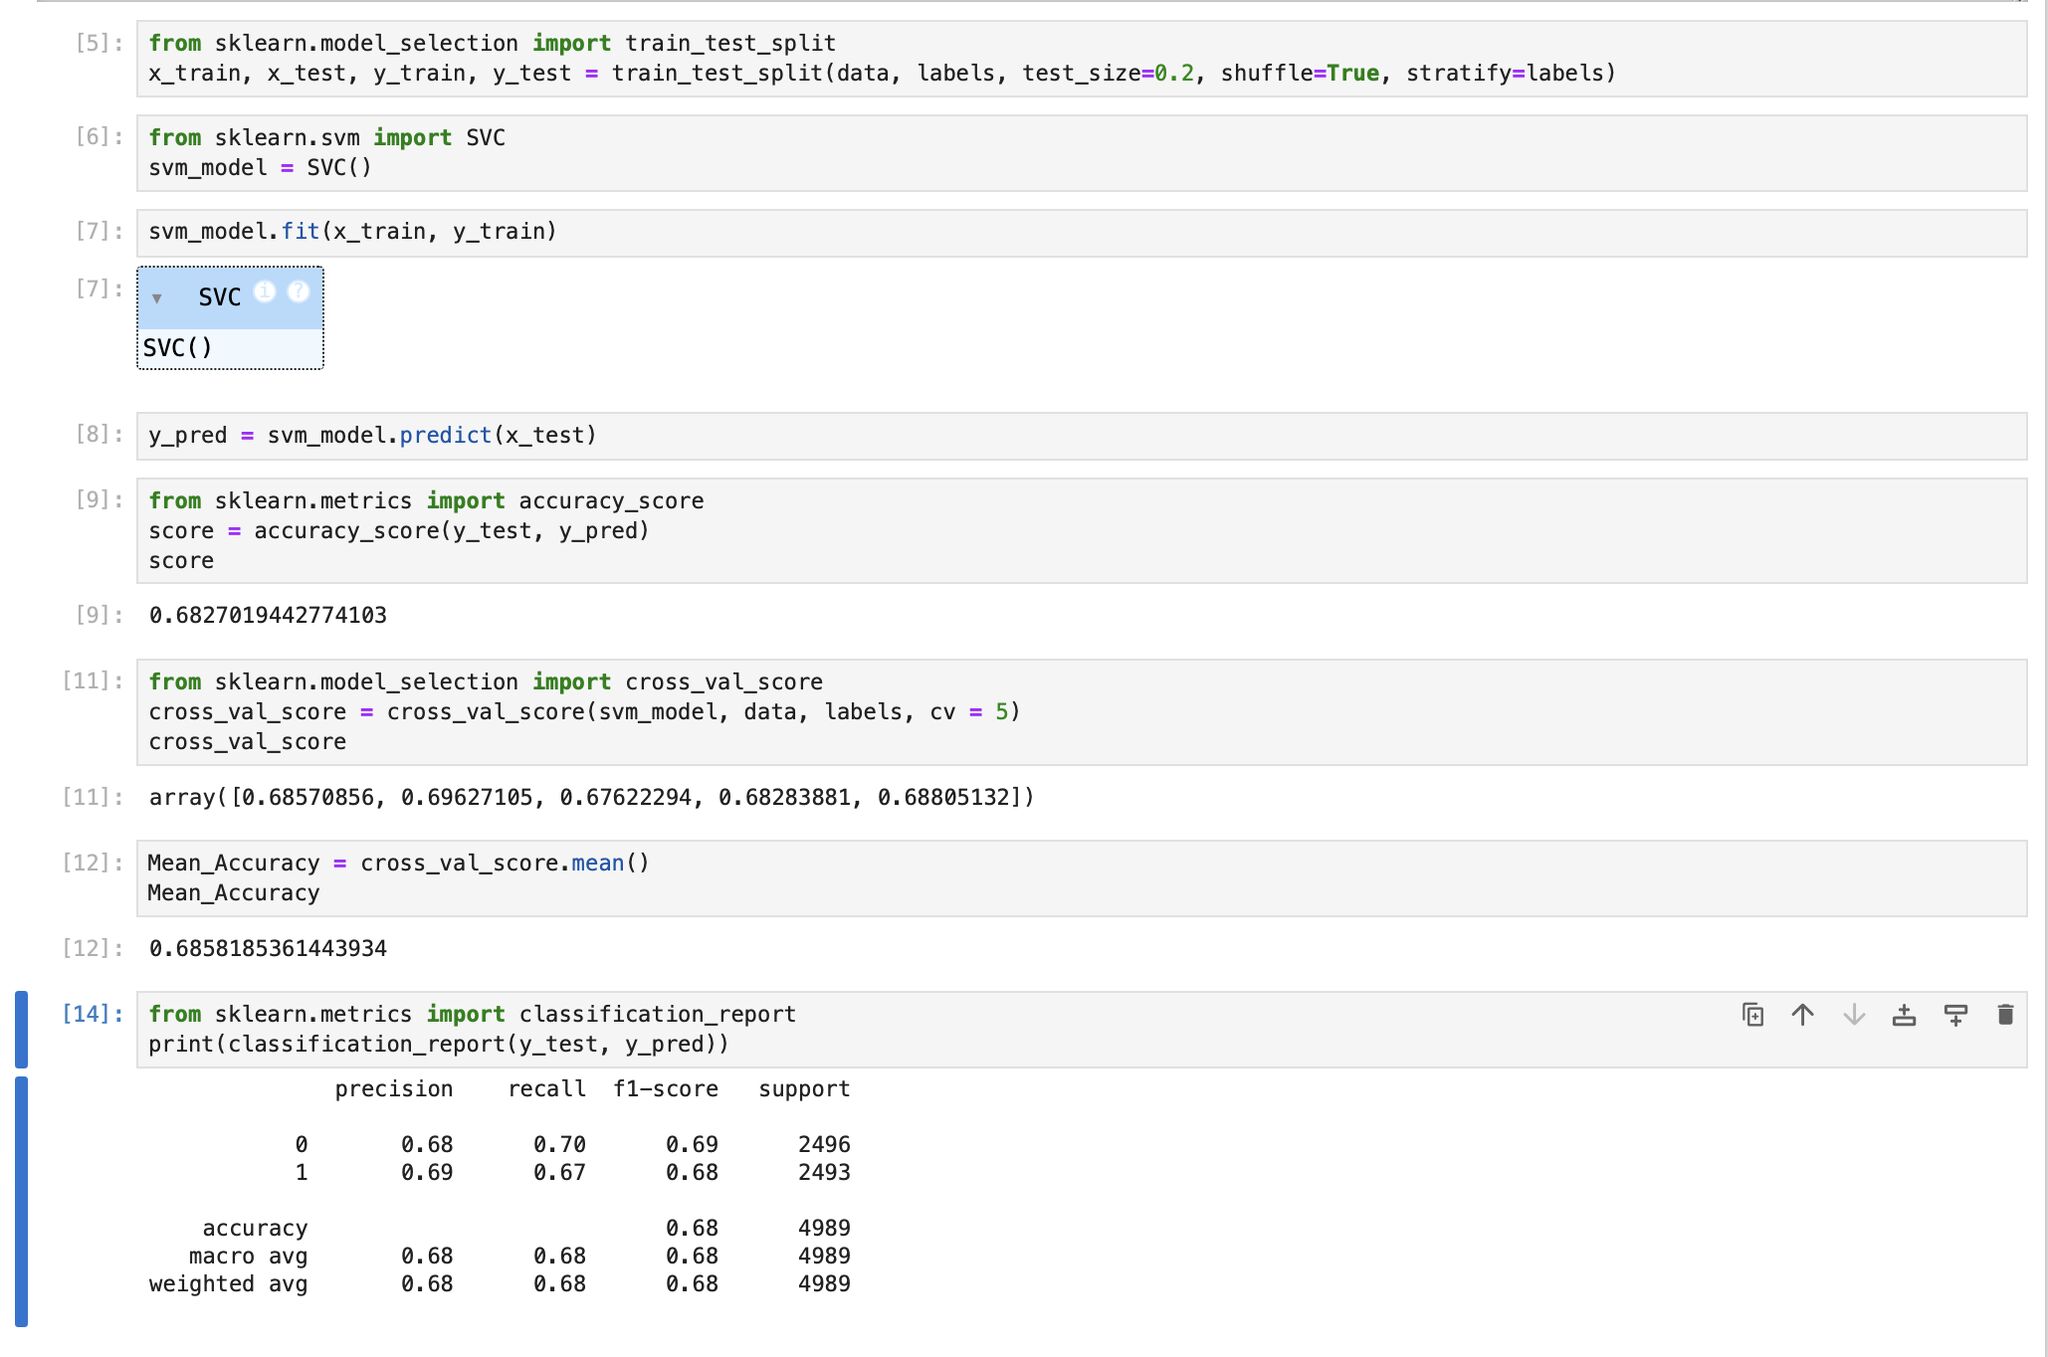 [5]: from sklearn.model_selection import train_test_split
x_train, x_test, y_train, y_test = train_test_split(data, labels, test_size=0.2, shuffle=True, stratify=labels)
[6]: from sklearn.svm import SVC
svm_model = SVC()
[7]: svm_model.fit(x_train, y_train)
[7]: ▾ SVC i ?
SVC()
[8]: y_pred = svm_model.predict(x_test)
[9]: from sklearn.metrics import accuracy_score
score = accuracy_score(y_test, y_pred)
score
[9]: 0.6827019442774103
[11]: from sklearn.model_selection import cross_val_score
cross_val_score = cross_val_score(svm_model, data, labels, cv = 5)
cross_val_score
[11]: array([0.68570856, 0.69627105, 0.67622294, 0.68283881, 0.68805132])
[12]: Mean_Accuracy = cross_val_score.mean()
Mean_Accuracy
[12]: 0.6858185361443934
[14]: from sklearn.metrics import classification_report
print(classification_report(y_test, y_pred))
precision recall f1-score support
0 0.68 0.70 0.69 2496
1 0.69 0.67 0.68 2493
accuracy 0.68 4989
macro avg 0.68 0.68 0.68 4989
weighted avg 0.68 0.68 0.68 4989